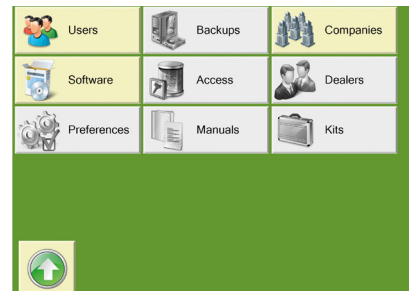 Users
Backups
Companies
Software
Access
Dealers
Preferences
Manuals
Kits